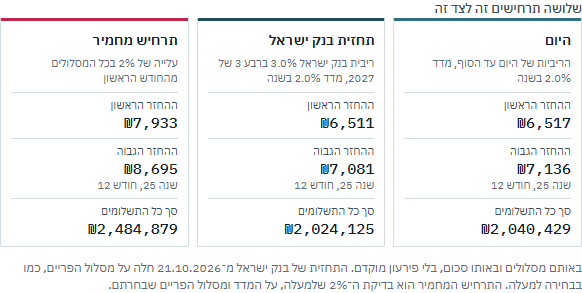 שלושה תרחישים זה לצד זה
היום
הריביות של היום עד הסוף, מדד
2.0% בשנה
ההחזר הראשון
₪6,517
ההחזר הגבוה
₪7,136
שנה 25, חודש 12
סך כל התשלומים
₪2,040,429
תחזית בנק ישראל
ריבית בנק ישראל 3.0% ברבע 3 של
2027, מדד 2.0% בשנה
ההחזר הראשון
₪6,511
ההחזר הגבוה
₪7,081
שנה 25, חודש 12
סך כל התשלומים
₪2,024,125
תרחיש מחמיר
עלייה של 2% בכל המסלולים
מהחודש הראשון
ההחזר הראשון
₪7,933
ההחזר הגבוה
₪8,695
שנה 25, חודש 12
סך כל התשלומים
₪2,484,879
באותם מסלולים ובאותו סכום, בלי פירעון מוקדם. התחזית של בנק ישראל מ־21.10.2026 חלה על מסלול הפריים, כמו
בבחירה למעלה. התרחיש המחמיר הוא בדיקת ה־2% שלמעלה, על המדד ומסלול הפריים שבחרתם.